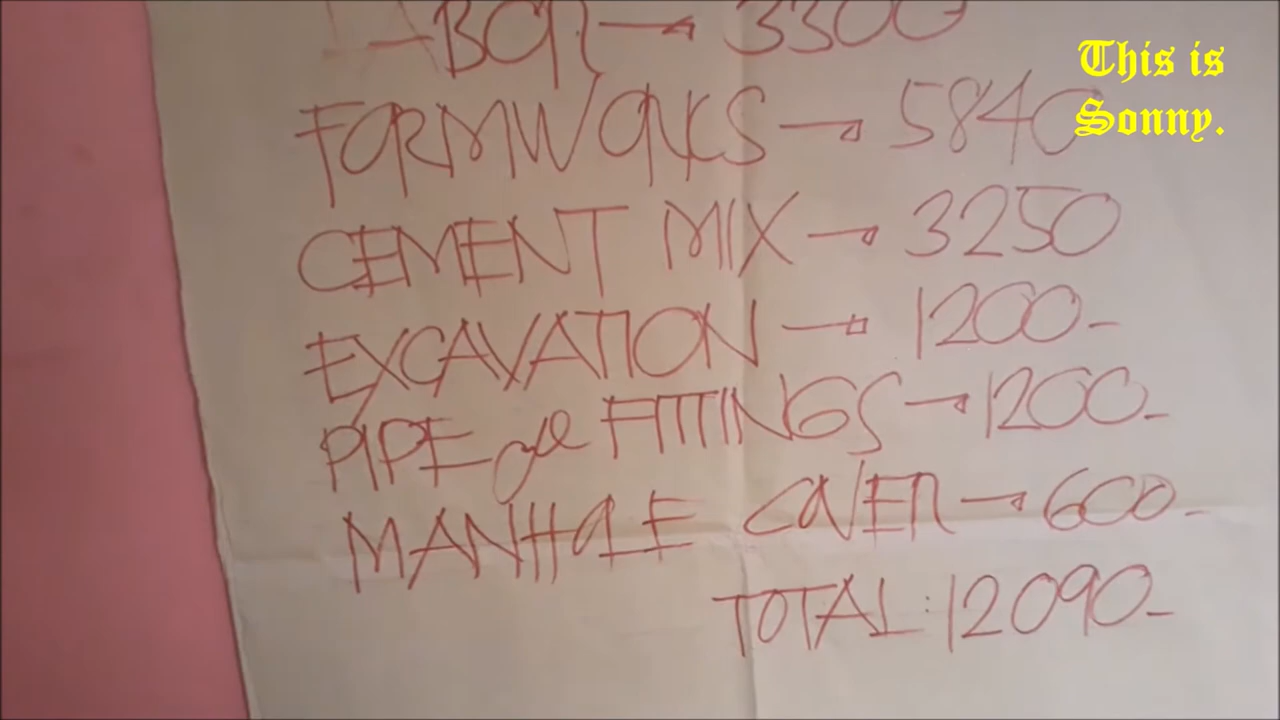 LABOR → 3300
This is
Sonny.
FORMWORKS → 5840
CEMENT MIX → 3250
EXCAVATION → 1200-
PIPE & FITTINGS → 1200-
MANHOLE COVER → 600-
TOTAL: 12090-